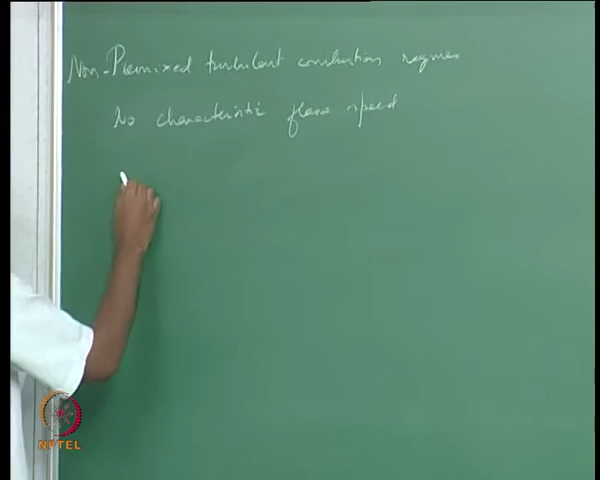 Non-Premixed turbulent combustion regimes
No characteristic flame speed
NPTEL